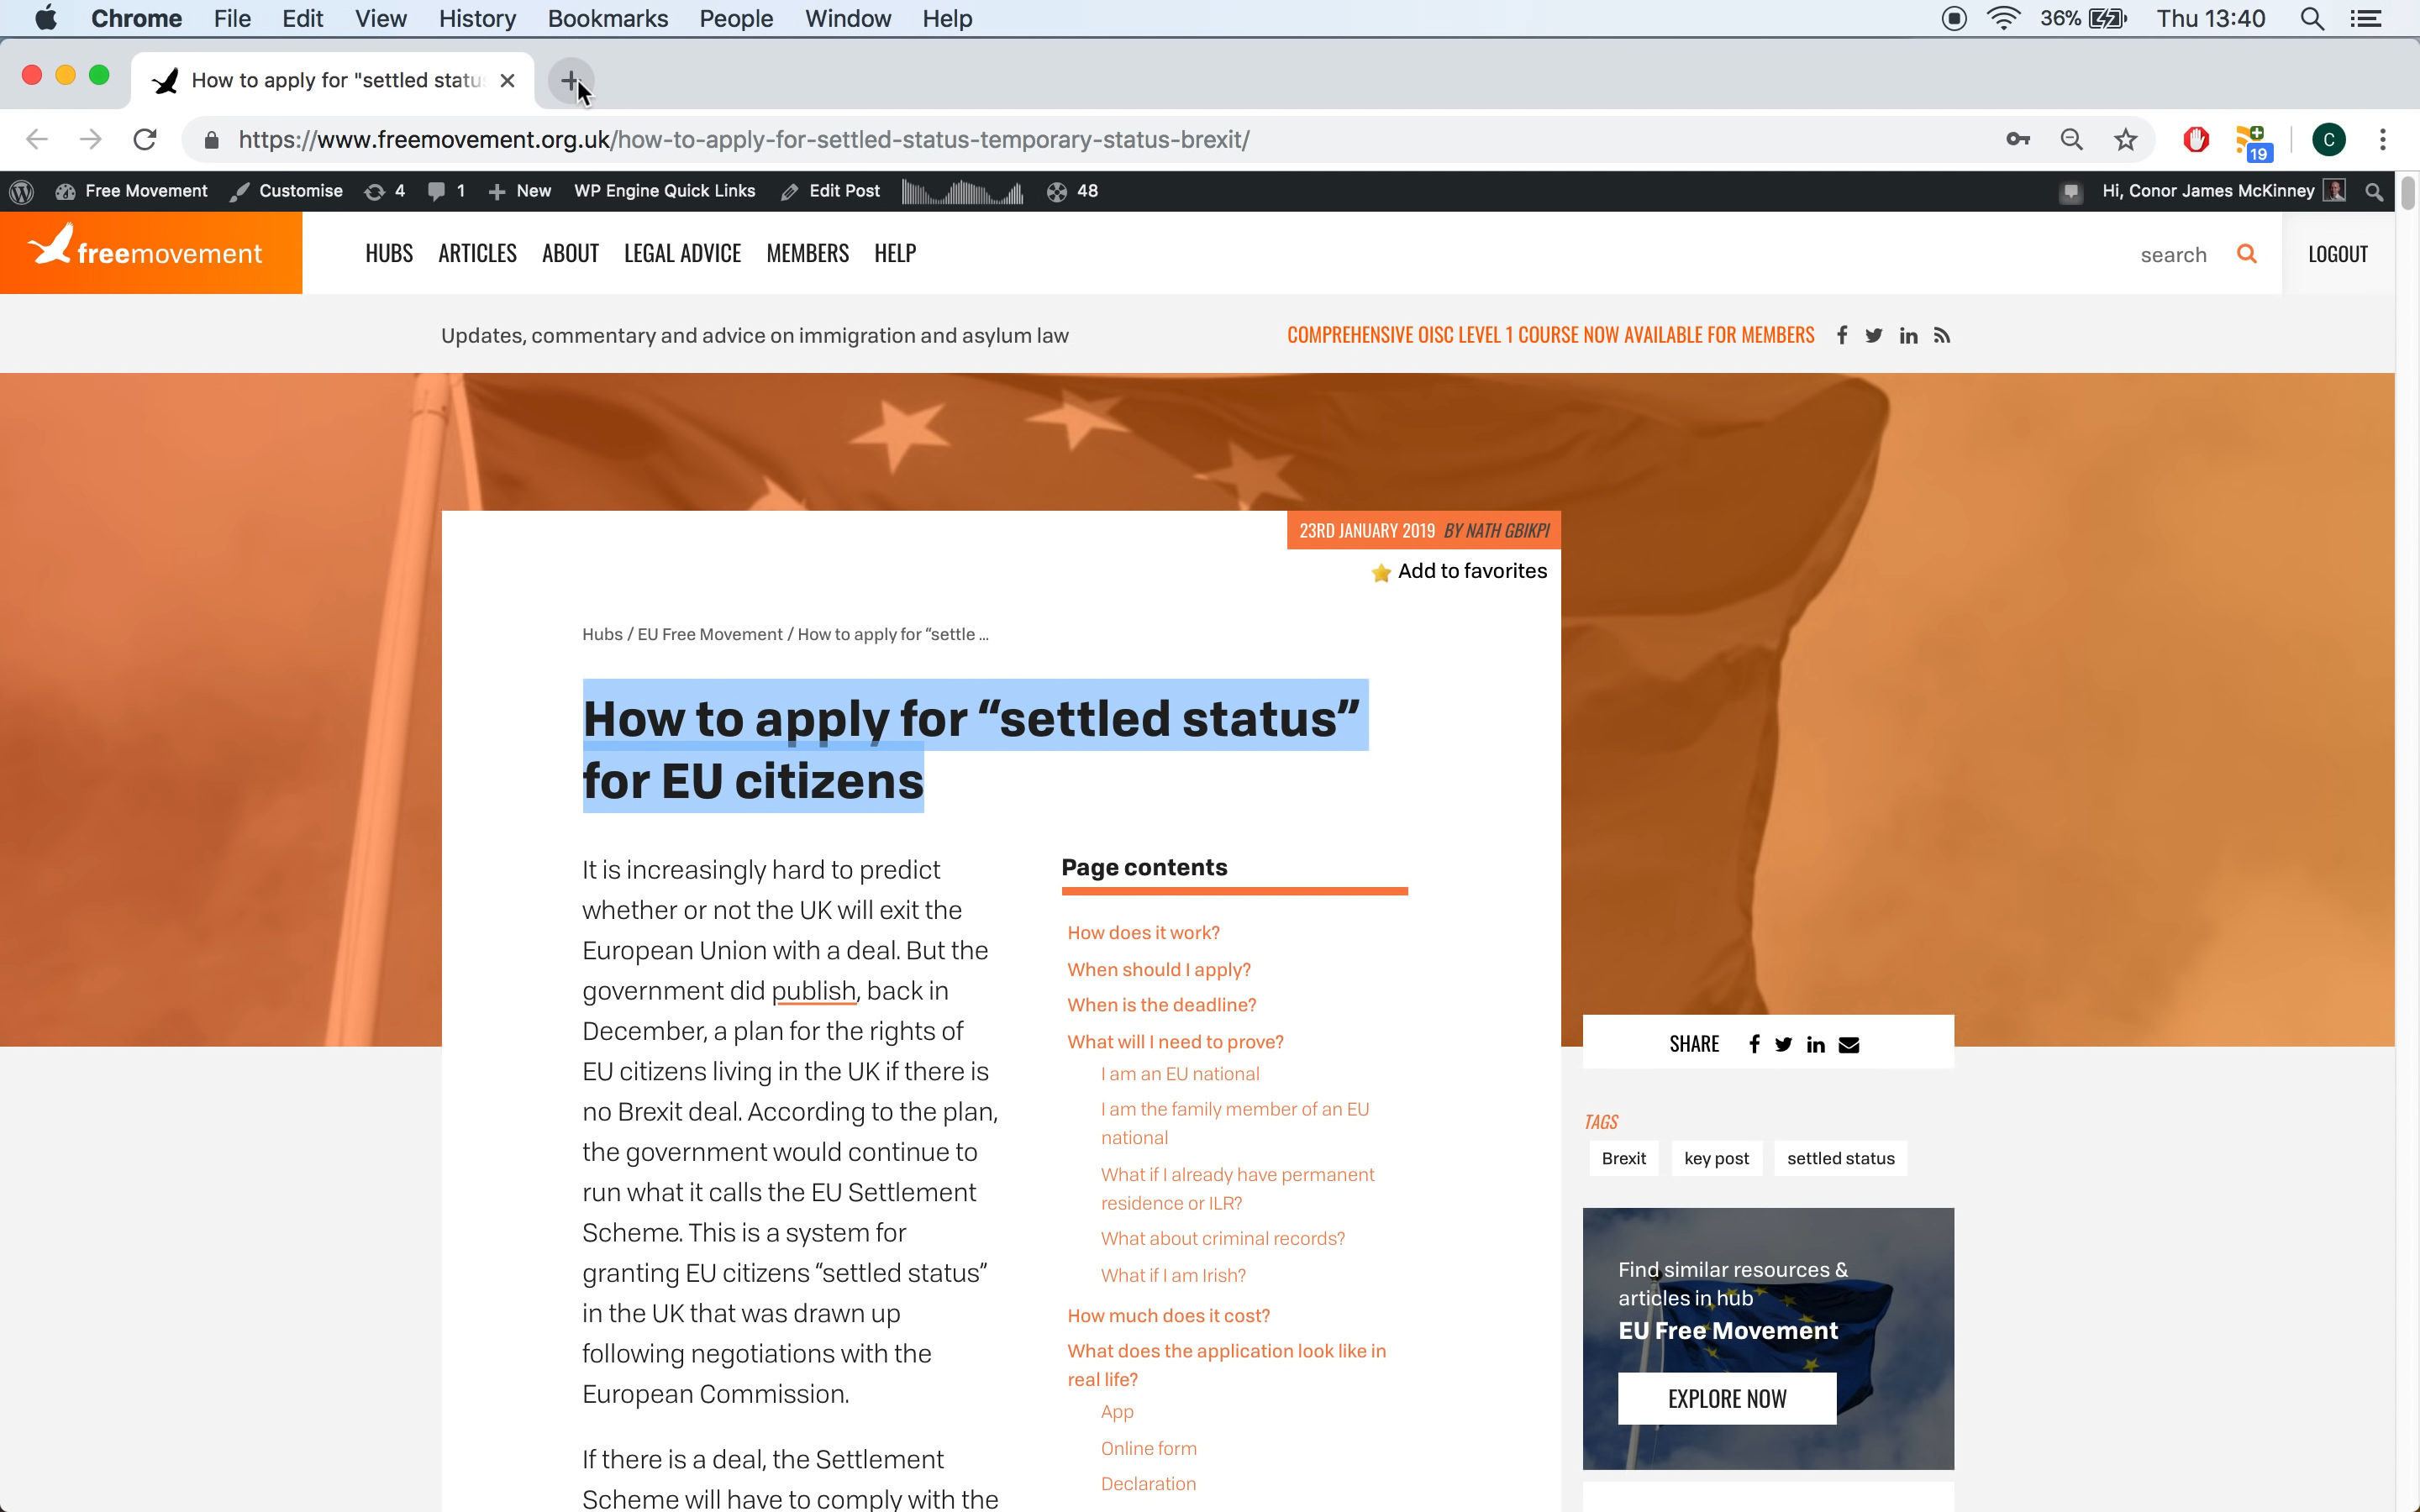 Chrome File Edit View History Bookmarks People Window Help 36% Thu 13:40
How to apply for "settled statu
https://www.freemovement.org.uk/how-to-apply-for-settled-status-temporary-status-brexit/ 19 C
Free Movement Customise 4 1 New WP Engine Quick Links Edit Post 48 Hi, Conor James McKinney
freemovement HUBS ARTICLES ABOUT LEGAL ADVICE MEMBERS HELP search LOGOUT
Updates, commentary and advice on immigration and asylum law COMPREHENSIVE OISC LEVEL 1 COURSE NOW AVAILABLE FOR MEMBERS
23RD JANUARY 2019 BY NATH GBIKPI
Add to favorites
Hubs / EU Free Movement / How to apply for “settle ...
How to apply for “settled status”
for EU citizens
It is increasingly hard to predict
whether or not the UK will exit the
European Union with a deal. But the
government did publish, back in
December, a plan for the rights of
EU citizens living in the UK if there is
no Brexit deal. According to the plan,
the government would continue to
run what it calls the EU Settlement
Scheme. This is a system for
granting EU citizens “settled status”
in the UK that was drawn up
following negotiations with the
European Commission.
If there is a deal, the Settlement
Scheme will have to comply with the
Page contents
How does it work?
When should I apply?
When is the deadline?
What will I need to prove?
I am an EU national
I am the family member of an EU
national
What if I already have permanent
residence or ILR?
What about criminal records?
What if I am Irish?
How much does it cost?
What does the application look like in
real life?
App
Online form
Declaration
SHARE
TAGS
Brexit key post settled status
Find similar resources &
articles in hub
EU Free Movement
EXPLORE NOW